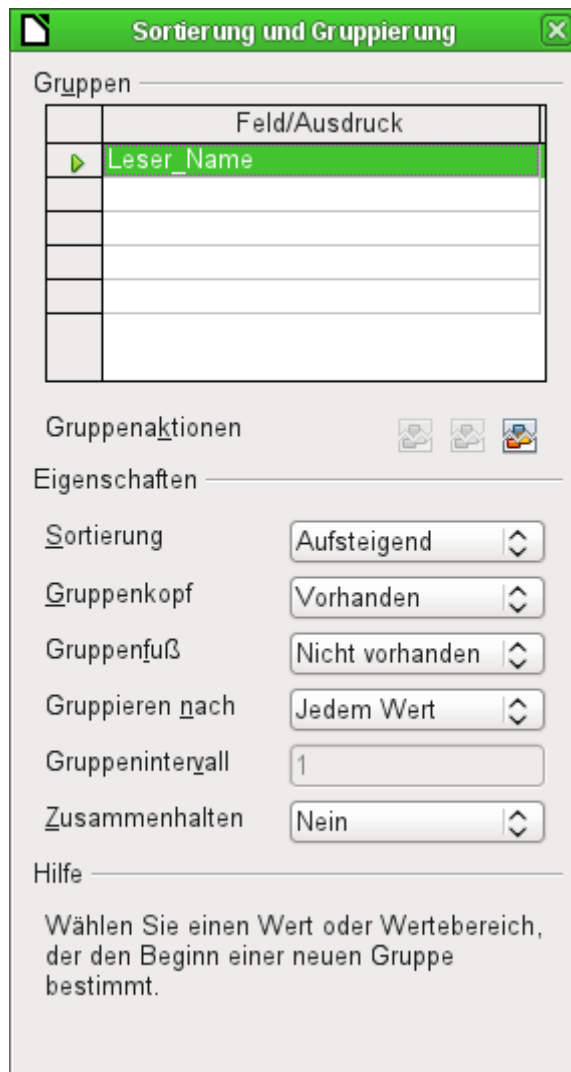 Sortierung und Gruppierung
Gruppen
Feld/Ausdruck
Leser_Name
Gruppenaktionen
Eigenschaften
Sortierung
Aufsteigend
Gruppenkopf
Vorhanden
Gruppenfuß
Nicht vorhanden
Gruppieren nach
Jedem Wert
Gruppenintervall
1
Zusammenhalten
Nein
Hilfe
Wählen Sie einen Wert oder Wertebereich,
der den Beginn einer neuen Gruppe
bestimmt.